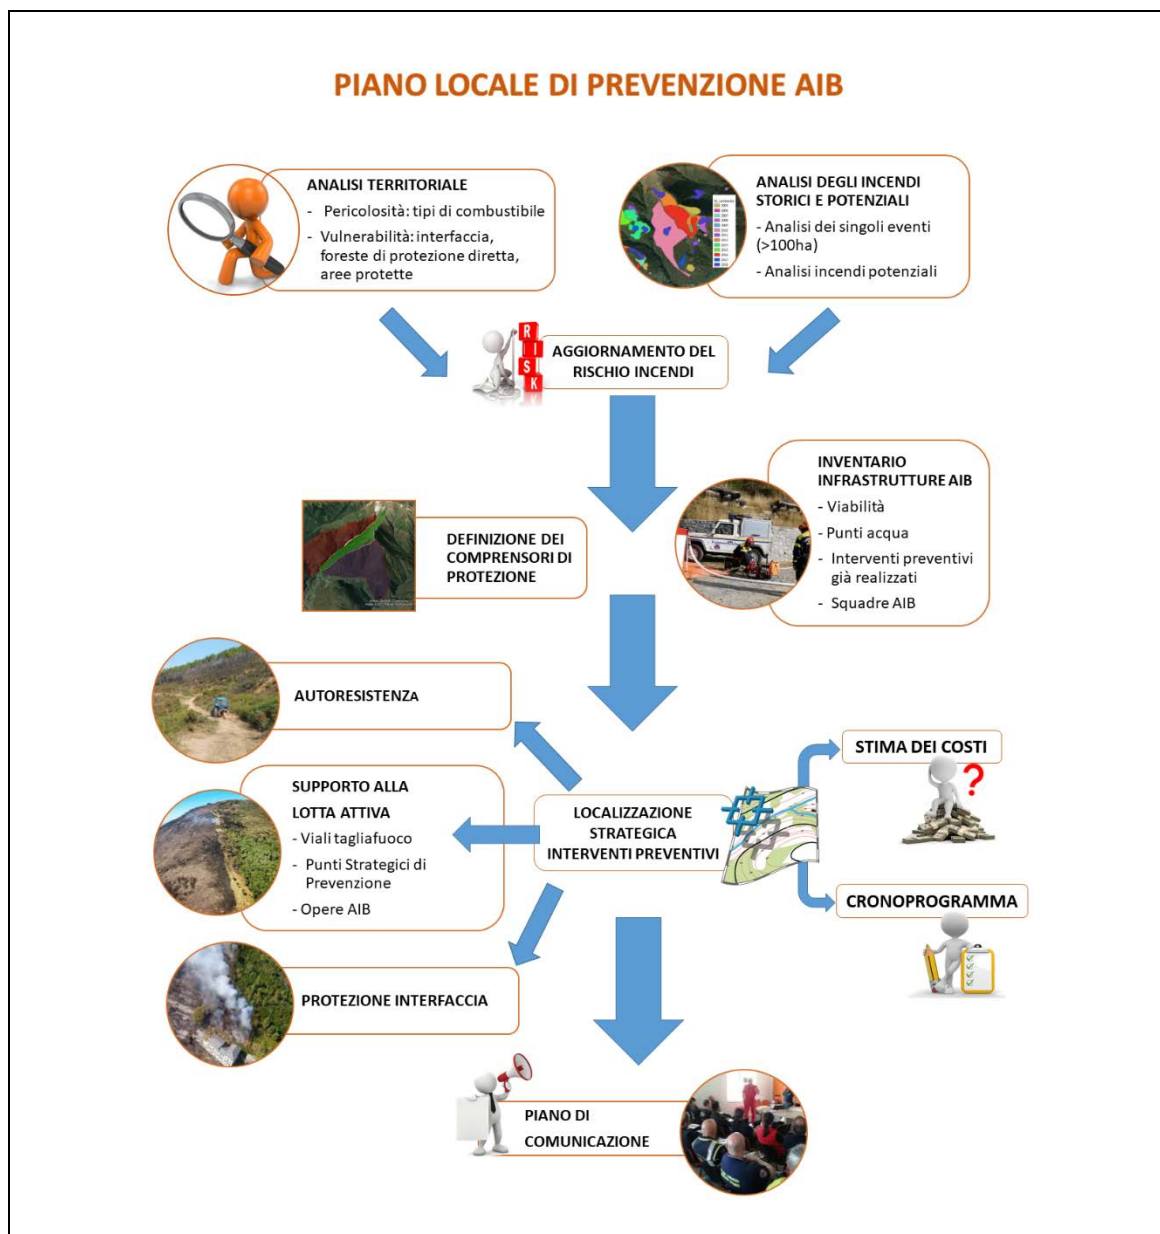 PIANO LOCALE DI PREVENZIONE AIB
ANALISI TERRITORIALE
- Pericolosità: tipi di combustibile
- Vulnerabilità: interfaccia,
foreste di protezione diretta,
aree protette
ANALISI DEGLI INCENDI
STORICI E POTENZIALI
- Analisi dei singoli eventi
(>100ha)
- Analisi incendi potenziali
R
I
S
K
AGGIORNAMENTO DEL
RISCHIO INCENDI
INVENTARIO
INFRASTRUTTURE AIB
- Viabilità
- Punti acqua
- Interventi preventivi
già realizzati
- Squadre AIB
DEFINIZIONE DEI
COMPRENSORI DI
PROTEZIONE
AUTORESISTENZA
SUPPORTO ALLA
LOTTA ATTIVA
- Viali tagliafuoco
- Punti Strategici di
Prevenzione
- Opere AIB
PROTEZIONE INTERFACCIA
LOCALIZZAZIONE
STRATEGICA
INTERVENTI PREVENTIVI
STIMA DEI COSTI
?
CRONOPROGRAMMA
PIANO DI
COMUNICAZIONE